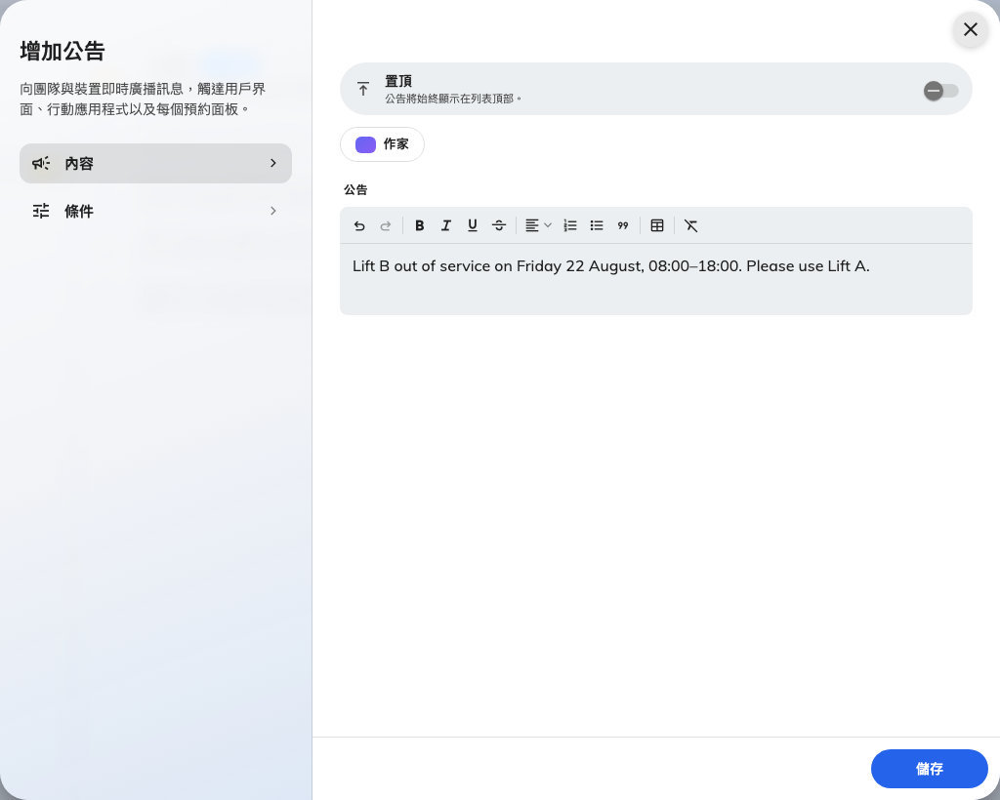 增加公告
向團隊與裝置即時廣播訊息，觸達用戶界
面、行動應用程式以及每個預約面板。
內容
條件
置頂
公告將始終顯示在列表頂部。
作家
公告
Lift B out of service on Friday 22 August, 08:00–18:00. Please use Lift A.
儲存